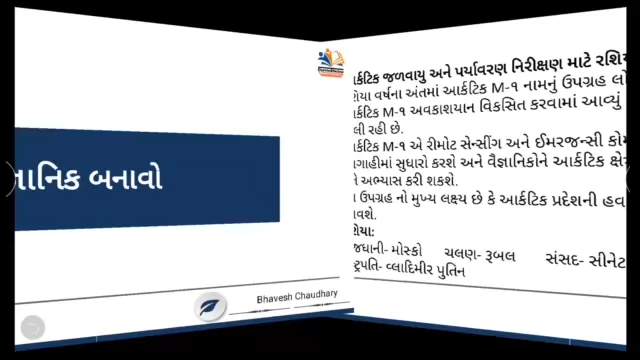 નિક બનાવો
Bhavesh Chaudhary
ર્કટિક જળવાયુ અને પર્યાવરણ નિરીક્ષણ માટે રશિ
વર્ષના અંતમાં આર્કટિક M-૧ નામનું ઉપગ્રહ લો
ર્કટિક M-૧ અવકાશયાન વિકસિત કરવામાં આવ્યું
લી રહી છે.
ર્કટિક M-૧ એ રીમોટ સેન્સીંગ અને ઈમરજન્સી કોમ
ગાહીમાં સુધારો કરશે અને વૈજ્ઞાનિકોને આર્કટિક ક્ષે
અભ્યાસ કરી શકશે.
ઉપગ્રહ નો મુખ્ય લક્ષ્ય છે કે આર્કટિક પ્રદેશની હવ
વશે.
શિયા:
જધાની- મોસ્કો ચલણ- રૂબલ સંસદ- સીનેટ
ટ્રપતિ- વ્લાદિમીર પુતિન